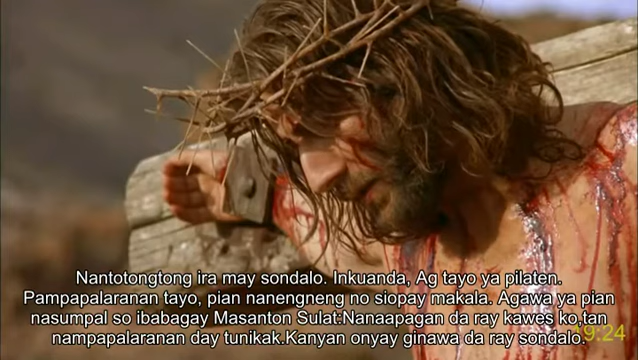 Nantotongtong ira may sondalo. Inkuanda, Ag tayo ya pilaten.
Pampapalaranan tayo, pian nanengneng no siopay makala. Agawa ya pian
nasumpal so ibabagay Masanton Sulat:Nanaapagan da ray kawes ko,tan
nampapalaranan day tunikak.Kanyan onyay ginawa da ray sondalo.
19:24